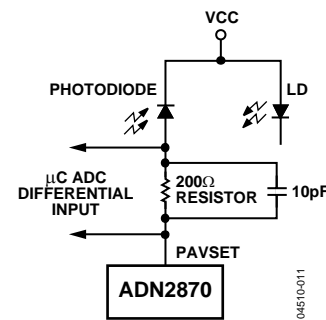 VCC
PHOTODIODE
LD
μC ADC
DIFFERENTIAL
INPUT
200Ω
RESISTOR
10pF
PAVSET
ADN2870
04510-011